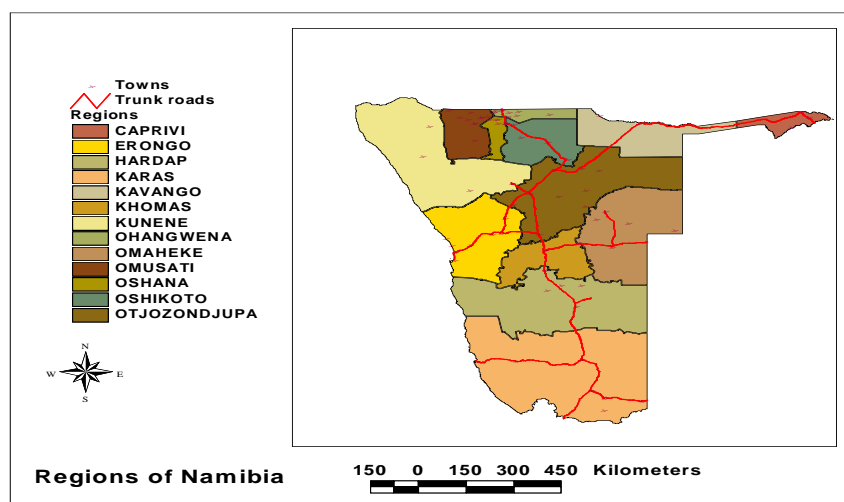 Towns
Trunk roads
Regions
CAPRIVI
ERONGO
HARDAP
KARAS
KAVANGO
KHOMAS
KUNENE
OHANGWENA
OMAHEKE
OMUSATI
OSHANA
OSHIKOTO
OTJOZONDJUPA
N
W E
S
Regions of Namibia
150 0 150 300 450 Kilometers